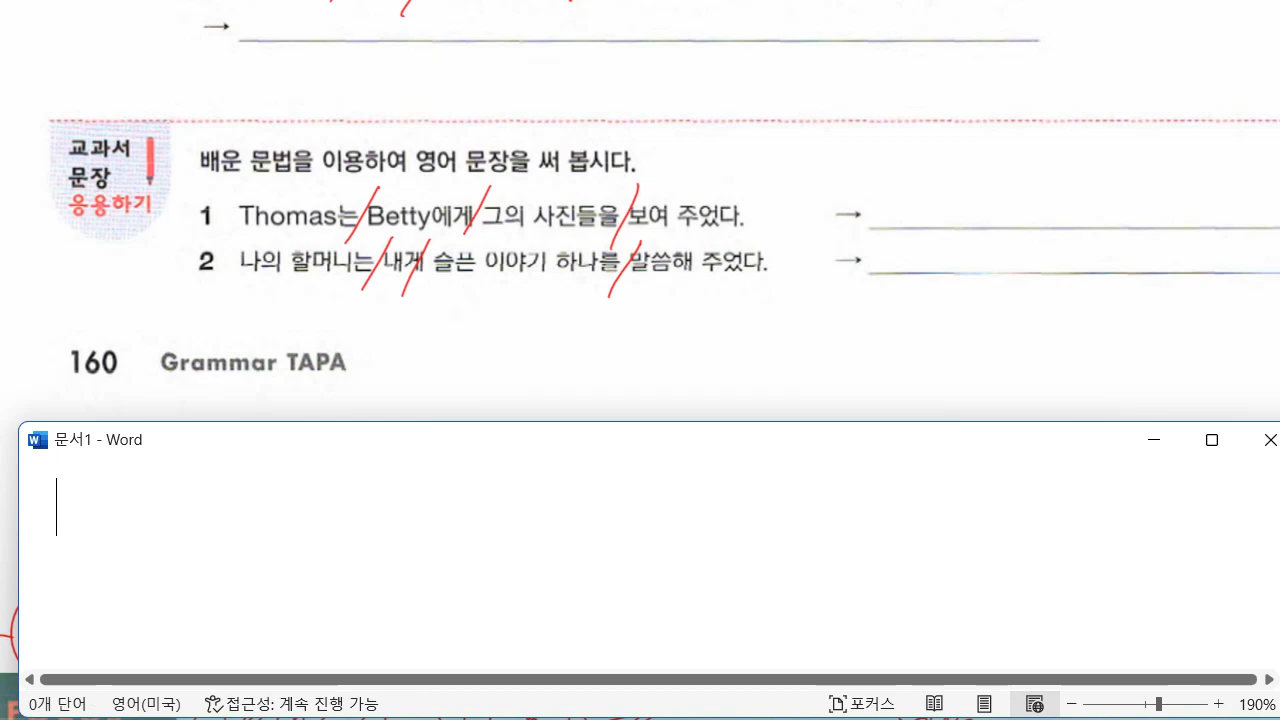 →
교과서
문장
응용하기
배운 문법을 이용하여 영어 문장을 써 봅시다.
1 Thomas는 Betty에게 그의 사진들을 보여 주었다. →
2 나의 할머니는 내게 슬픈 이야기 하나를 말씀해 주었다. →
160 Grammar TAPA
문서1 - Word
0개 단어 영어(미국) 접근성: 계속 진행 가능 포커스 190%